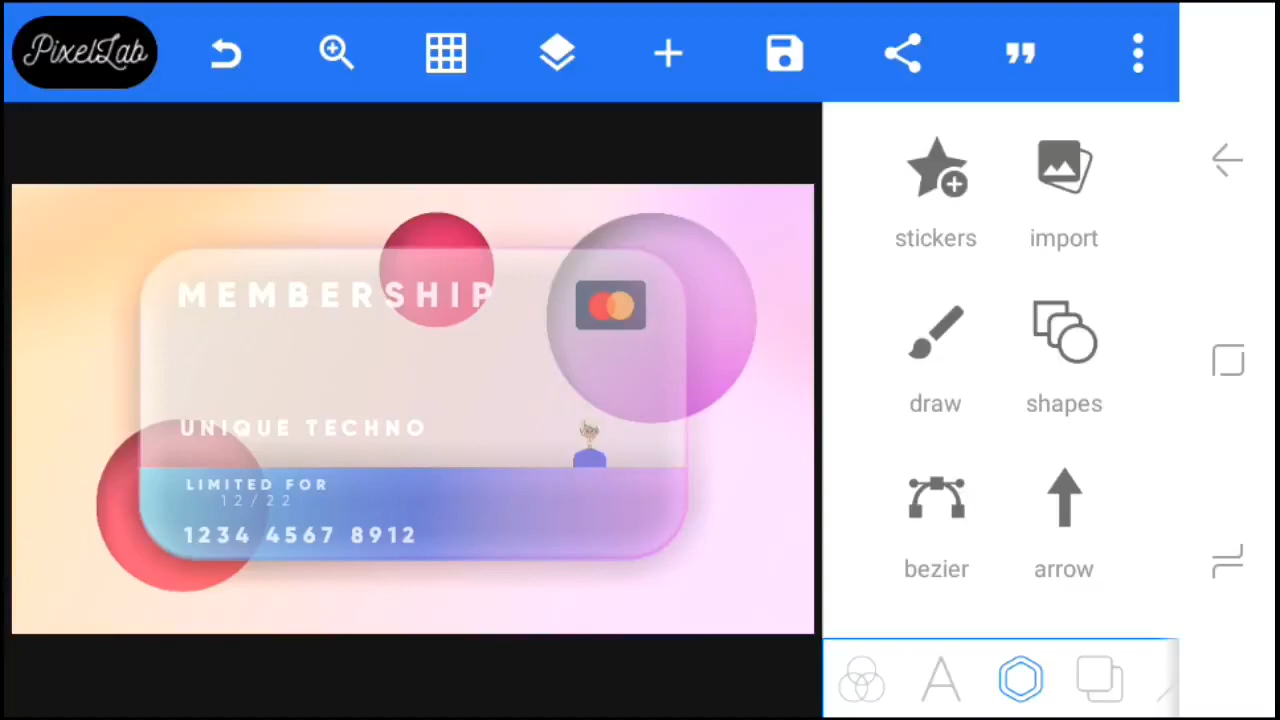 PixelLab
stickers
import
MEMBERSHIP
draw
shapes
UNIQUE TECHNO
LIMITED FOR
12/22
1234 4567 8912
bezier
arrow